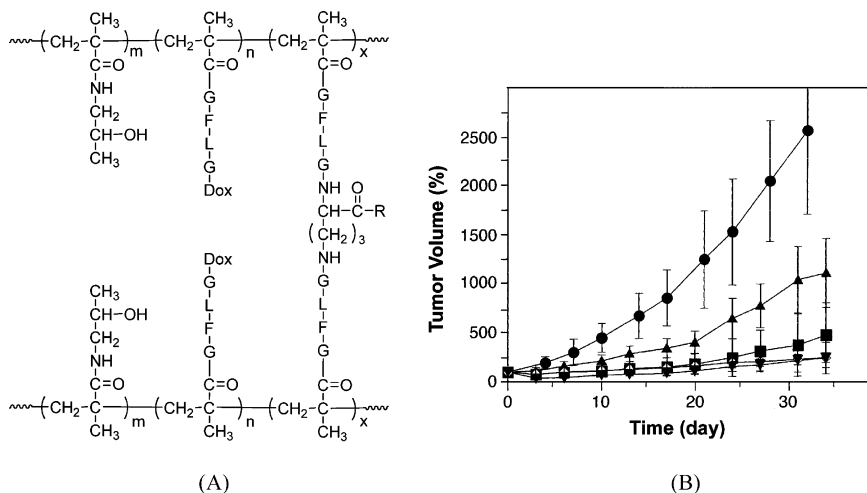 CH3 CH3 CH3
(CH2-C)m (CH2-C)n (CH2-C)x
C=O C=O C=O
NH G G
CH2 F F
CH-OH L L
CH3 G G
Dox NH O
CH-C-R
(CH2)3
Dox NH
CH3 G G
CH-OH L L
CH2 F F
NH G G
C=O C=O C=O
(CH2-C)m (CH2-C)n (CH2-C)x
CH3 CH3 CH3
(A)
Tumor Volume (%)
2500
2000
1500
1000
500
0
0 10 20 30
Time (day)
(B)